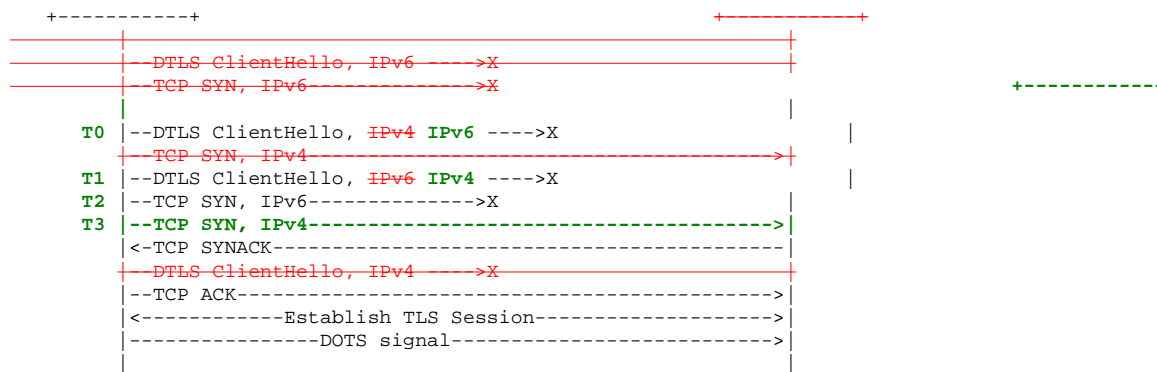 +-----------+ +-----------+
| |
|--DTLS ClientHello, IPv6 ---->X |
|--TCP SYN, IPv6-------------->X +------------
| |
T0 |--DTLS ClientHello, IPv4 IPv6 ---->X |
|--TCP SYN, IPv4--------------------------------------------->|
T1 |--DTLS ClientHello, IPv6 IPv4 ---->X |
T2 |--TCP SYN, IPv6-------------->X |
T3 |--TCP SYN, IPv4--------------------------------------------->|
|<-TCP SYNACK-------------------------------------------------|
|--DTLS ClientHello, IPv4 ---->X |
|--TCP ACK---------------------------------------------------->|
|<------------Establish TLS Session----------------------->|
|---------------DOTS signal------------------------------->|
| |